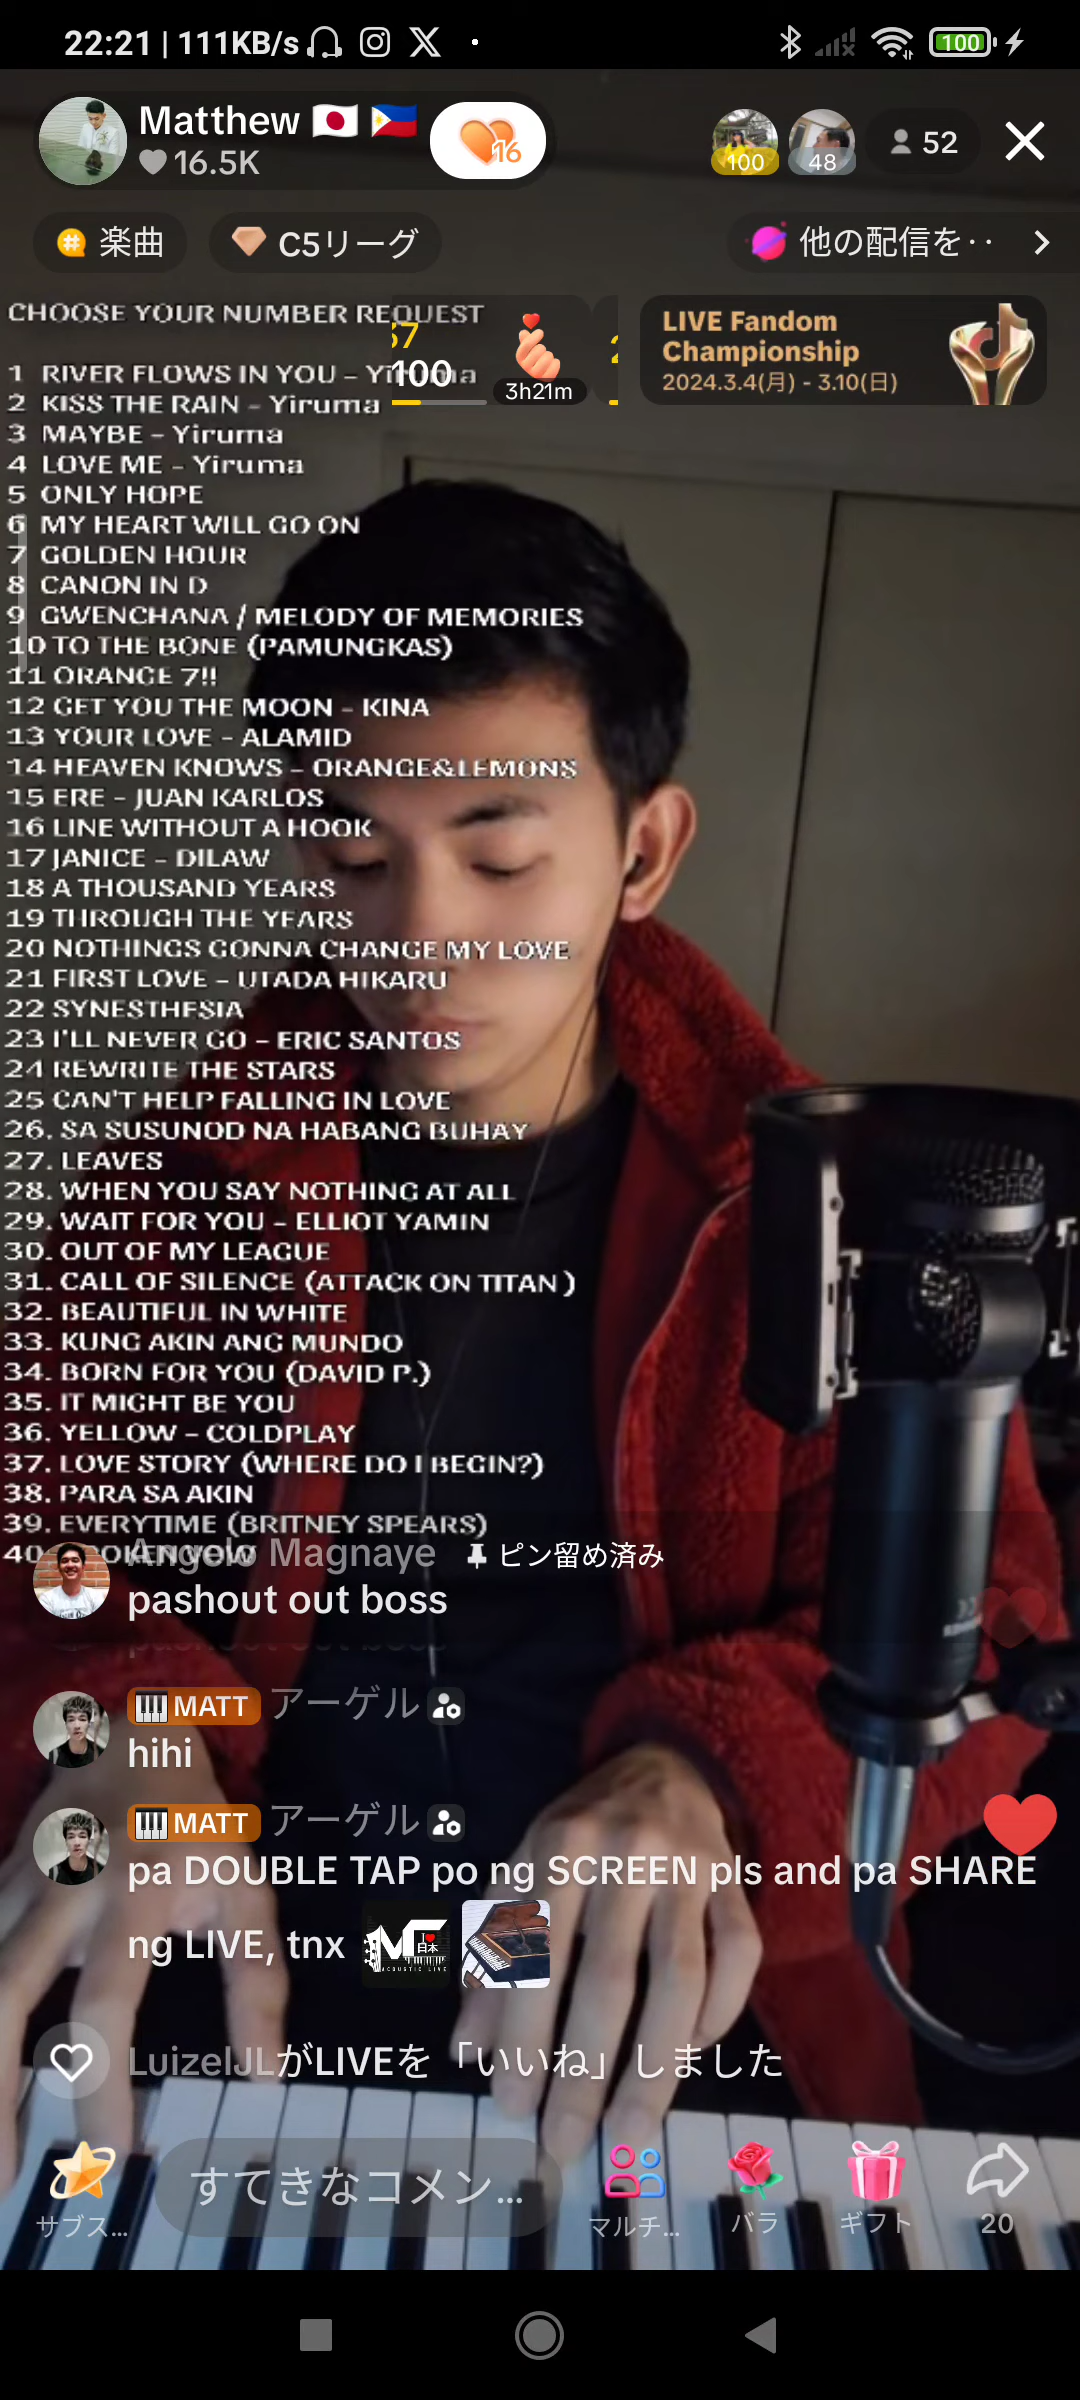 22:21 | 111KB/s
100
Matthew 🇯🇵 🇵🇭
16.5K
16
100
48
52
楽曲
C5リーグ
他の配信を‥
CHOOSE YOUR NUMBER REQUEST
100
3h21m
LIVE Fandom
Championship
2024.3.4(月) - 3.10(日)
1 RIVER FLOWS IN YOU –
2 KISS THE RAIN – Yiruma
3 MAYBE – Yiruma
4 LOVE ME – Yiruma
5 ONLY HOPE
6 MY HEART WILL GO ON
7 GOLDEN HOUR
8 CANON IN D
9 GWENCHANA / MELODY OF MEMORIES
10 TO THE BONE (PAMUNGKAS)
11 ORANGE 7!!
12 GET YOU THE MOON – KINA
13 YOUR LOVE – ALAMID
14 HEAVEN KNOWS – ORANGE&LEMONS
15 ERE – JUAN KARLOS
16 LINE WITHOUT A HOOK
17 JANICE – DILAW
18 A THOUSAND YEARS
19 THROUGH THE YEARS
20 NOTHINGS GONNA CHANGE MY LOVE
21 FIRST LOVE – UTADA HIKARU
22 SYNESTHESIA
23 I'LL NEVER GO – ERIC SANTOS
24 REWRITE THE STARS
25 CAN'T HELP FALLING IN LOVE
26. SA SUSUNOD NA HABANG BUHAY
27. LEAVES
28. WHEN YOU SAY NOTHING AT ALL
29. WAIT FOR YOU – ELLIOT YAMIN
30. OUT OF MY LEAGUE
31. CALL OF SILENCE (ATTACK ON TITAN )
32. BEAUTIFUL IN WHITE
33. KUNG AKIN ANG MUNDO
34. BORN FOR YOU (DAVID P.)
35. IT MIGHT BE YOU
36. YELLOW – COLDPLAY
37. LOVE STORY (WHERE DO I BEGIN?)
38. PARA SA AKIN
39. EVERYTIME (BRITNEY SPEARS)
40
Angelo Magnaye ピン留め済み
pashout out boss
MATT アーゲル
hihi
MATT アーゲル
pa DOUBLE TAP po ng SCREEN pls and pa SHARE
ng LIVE, tnx
I ❤ 日本
ACOUSTIC LIVE
LuizelJLがLIVEを「いいね」しました
すてきなコメン...
サブス...
マルチ...
バラ
ギフト
20